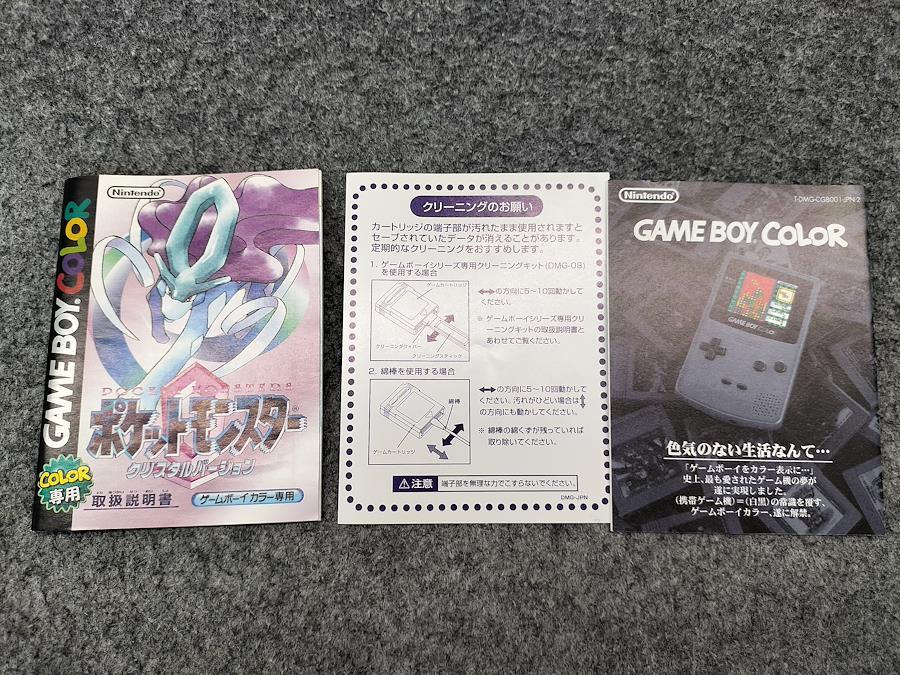 Nintendo
GAME BOY COLOR
POCKET MONSTERS
ポケットモンスター
クリスタルバージョン
COLOR
専用
取扱説明書
ゲームボーイカラー専用
クリーニングのお願い
カートリッジの端子部が汚れたまま使用されますと
セーブされていたデータが消えることがあります。
定期的なクリーニングをおすすめします。
1. ゲームボーイシリーズ専用クリーニングキット(DMG-08)
を使用する場合
ゲームカートリッジ
クリーニングワイパー
クリーニングスティック
⟷の方向に5〜10回動かして
ください。
※ ゲームボーイシリーズ専用クリ
ーニングキットの取扱説明書と
あわせてご覧ください。
2. 綿棒を使用する場合
綿棒
ゲームカートリッジ
⟷の方向に5〜10回動かして
ください。汚れがひどい場合は↕
の方向にも動かしてください。
※ 綿棒の綿くずが残っていれば
取り除いてください。
注意
端子部を無理な力でこすらないでください。
DMG-JPN
Nintendo
T-DMG-CGB001-JPN-2
GAME BOY COLOR
GAME BOY COLOR
色気のない生活なんて…
「ゲームボーイをカラー表示に…」
史上、最も愛されたゲーム機の夢が
遂に実現しました。
〈携帯ゲーム機〉=〈白黒〉の常識を覆す、
ゲームボーイカラー、遂に解禁。